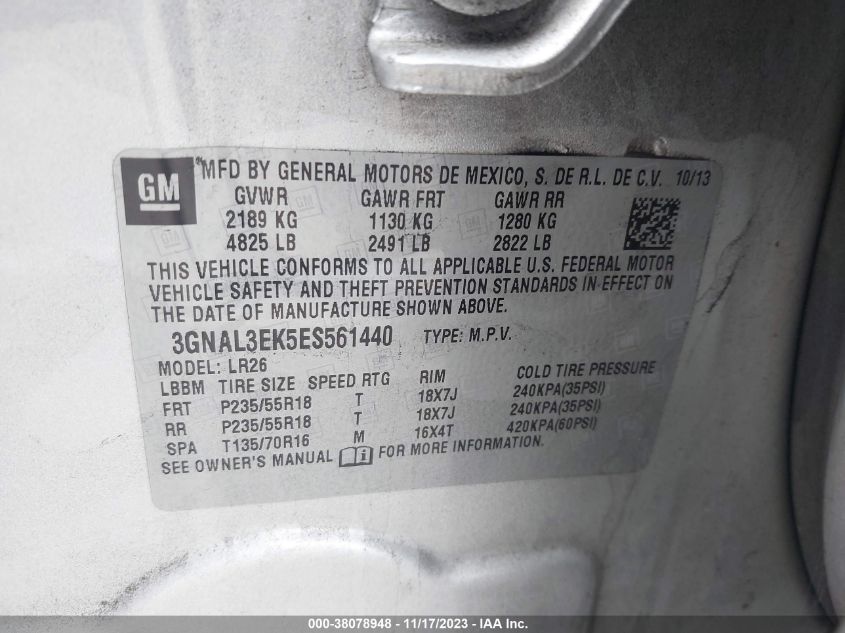 GM
MFD BY GENERAL MOTORS DE MEXICO, S. DE R.L. DE C.V. 10/13
GVWR GAWR FRT GAWR RR
2189 KG 1130 KG 1280 KG
4825 LB 2491 LB 2822 LB
THIS VEHICLE CONFORMS TO ALL APPLICABLE U.S. FEDERAL MOTOR
VEHICLE SAFETY AND THEFT PREVENTION STANDARDS IN EFFECT ON
THE DATE OF MANUFACTURE SHOWN ABOVE.
3GNAL3EK5ES561440 TYPE: M.P.V.
MODEL: LR26
LBBM TIRE SIZE SPEED RTG RIM COLD TIRE PRESSURE
FRT P235/55R18 T 18X7J 240KPA(35PSI)
RR P235/55R18 T 18X7J 240KPA(35PSI)
SPA T135/70R16 M 16X4T 420KPA(60PSI)
SEE OWNER'S MANUAL FOR MORE INFORMATION.
000-38078948 - 11/17/2023 - IAA Inc.